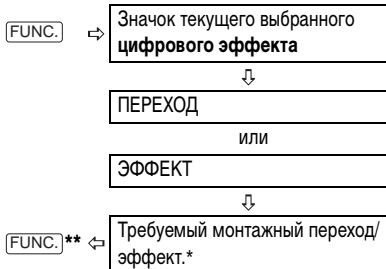 FUNC.
Значок текущего выбранного
цифрового эффекта
ПЕРЕХОД
или
ЭФФЕКТ
Требуемый монтажный переход/
эффект.*
FUNC. **